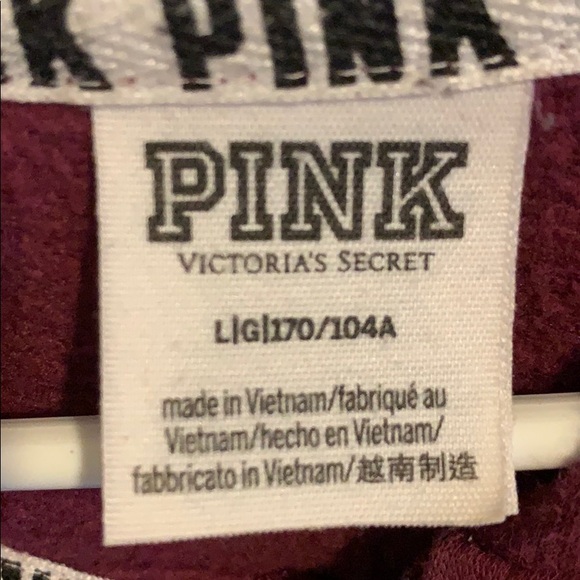 K PINK
PINK
VICTORIA'S SECRET
L|G|170/104A
made in Vietnam/fabriqué au
Vietnam/hecho en Vietnam/
fabbricato in Vietnam/越南制造